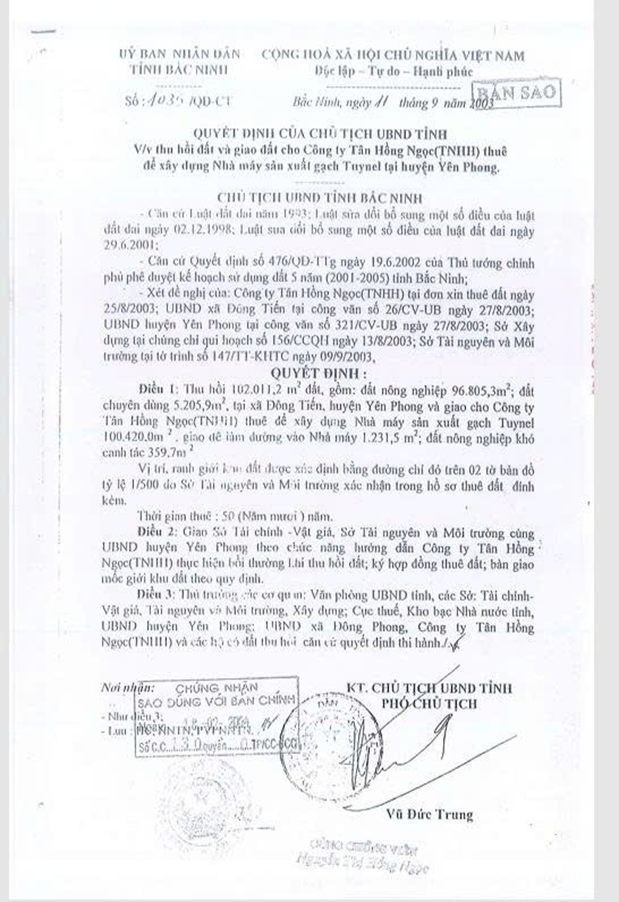 UỶ BAN NHÂN DÂN CỘNG HOÀ XÃ HỘI CHỦ NGHĨA VIỆT NAM
TỈNH BẮC NINH Độc lập – Tự do – Hạnh phúc
Số: 1035/QĐ-CT Bắc Ninh, ngày 11 tháng 9 năm 2003
BẢN SAO
QUYẾT ĐỊNH CỦA CHỦ TỊCH UBND TỈNH
V/v thu hồi đất và giao đất cho Công ty Tân Hồng Ngọc(TNHH) thuê
để xây dựng Nhà máy sản xuất gạch Tuynel tại huyện Yên Phong.
CHỦ TỊCH UBND TỈNH BẮC NINH
- Căn cứ Luật đất đai năm 1993; Luật sửa đổi bổ sung một số điều của luật
đất đai ngày 02.12.1998; Luật sửa đổi bổ sung một số điều của luật đất đai ngày
29.6.2001;
- Căn cứ Quyết định số 476/QĐ-TTg ngày 19.6.2002 của Thủ tướng chính
phủ phê duyệt kế hoạch sử dụng đất 5 năm (2001-2005) tỉnh Bắc Ninh;
- Xét đề nghị của: Công ty Tân Hồng Ngọc(TNHH) tại đơn xin thuê đất ngày
25/8/2003; UBND xã Đông Tiến tại công văn số 26/CV-UB ngày 27/8/2003;
UBND huyện Yên Phong tại công văn số 321/CV-UB ngày 27/8/2003; Sở Xây
dựng tại chứng chỉ qui hoạch số 156/CCQH ngày 13/8/2003; Sở Tài nguyên và Môi
trường tại tờ trình số 147/TT-KHTC ngày 09/9/2003,
QUYẾT ĐỊNH :
Điều 1: Thu hồi 102.011,2 m² đất, gồm: đất nông nghiệp 96.805,3m²; đất
chuyên dùng 5.205,9m², tại xã Đông Tiến, huyện Yên Phong và giao cho Công ty
Tân Hồng Ngọc(TNHH) thuê để xây dựng Nhà máy sản xuất gạch Tuynel
100.420.0m ² , giao để làm đường vào Nhà máy 1.231,5 m²; đất nông nghiệp khó
canh tác 359.7m ²
Vị trí, ranh giới khu đất được xác định bằng đường chỉ đỏ trên 02 tờ bản đồ
tỷ lệ 1/500 do Sở Tài nguyên và Môi trường xác nhận trong hồ sơ thuê đất đính
kèm.
Thời gian thuê : 50 (Năm mươi ) năm.
Điều 2: Giao Sở Tài chính -Vật giá, Sở Tài nguyên và Môi trường cùng
UBND huyện Yên Phong theo chức năng hướng dẫn Công ty Tân Hồng
Ngọc(TNHH) thực hiện bồi thường khi thu hồi đất; ký hợp đồng thuê đất; bàn giao
mốc giới khu đất theo quy định.
Điều 3: Thủ trưởng các cơ quan: Văn phòng UBND tỉnh, các Sở: Tài chính-
Vật giá, Tài nguyên và Môi trường, Xây dựng; Cục thuế, Kho bạc Nhà nước tỉnh,
UBND huyện Yên Phong; UBND xã Đông Phong, Công ty Tân Hồng
Ngọc(TNHH) và các hộ có đất thu hồi căn cứ quyết định thi hành./.
Nơi nhận: KT. CHỦ TỊCH UBND TỈNH
PHÓ CHỦ TỊCH
CHỨNG NHẬN
SAO ĐÚNG VỚI BẢN CHÍNH
- Như điều 3;
Ngày
- Lưu :
Số C.C 13 Quyển
Vũ Đức Trung
CÔNG CHỨNG VIÊN
Nguyễn Thị Hồng Ngọc